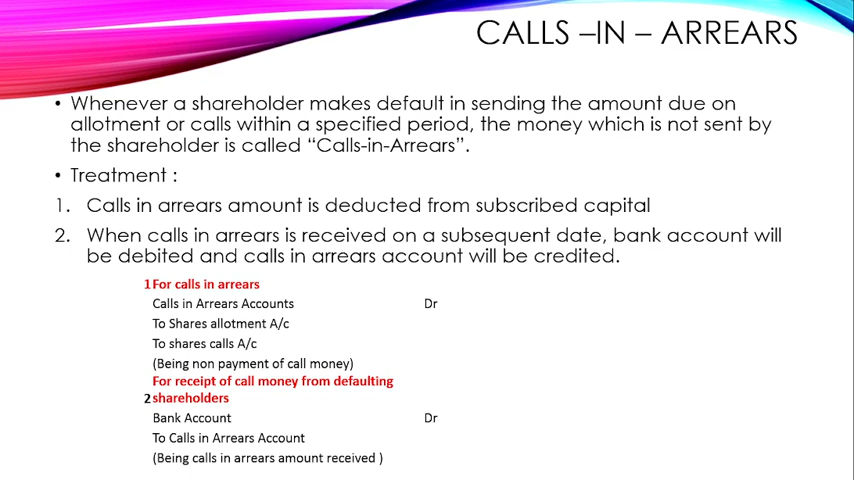 CALLS –IN – ARREARS
• Whenever a shareholder makes default in sending the amount due on
allotment or calls within a specified period, the money which is not sent by
the shareholder is called “Calls-in-Arrears”.
• Treatment :
1. Calls in arrears amount is deducted from subscribed capital
2. When calls in arrears is received on a subsequent date, bank account will
be debited and calls in arrears account will be credited.
1 For calls in arrears
Calls in Arrears Accounts Dr
To Shares allotment A/c
To shares calls A/c
(Being non payment of call money)
For receipt of call money from defaulting
2 shareholders
Bank Account Dr
To Calls in Arrears Account
(Being calls in arrears amount received )